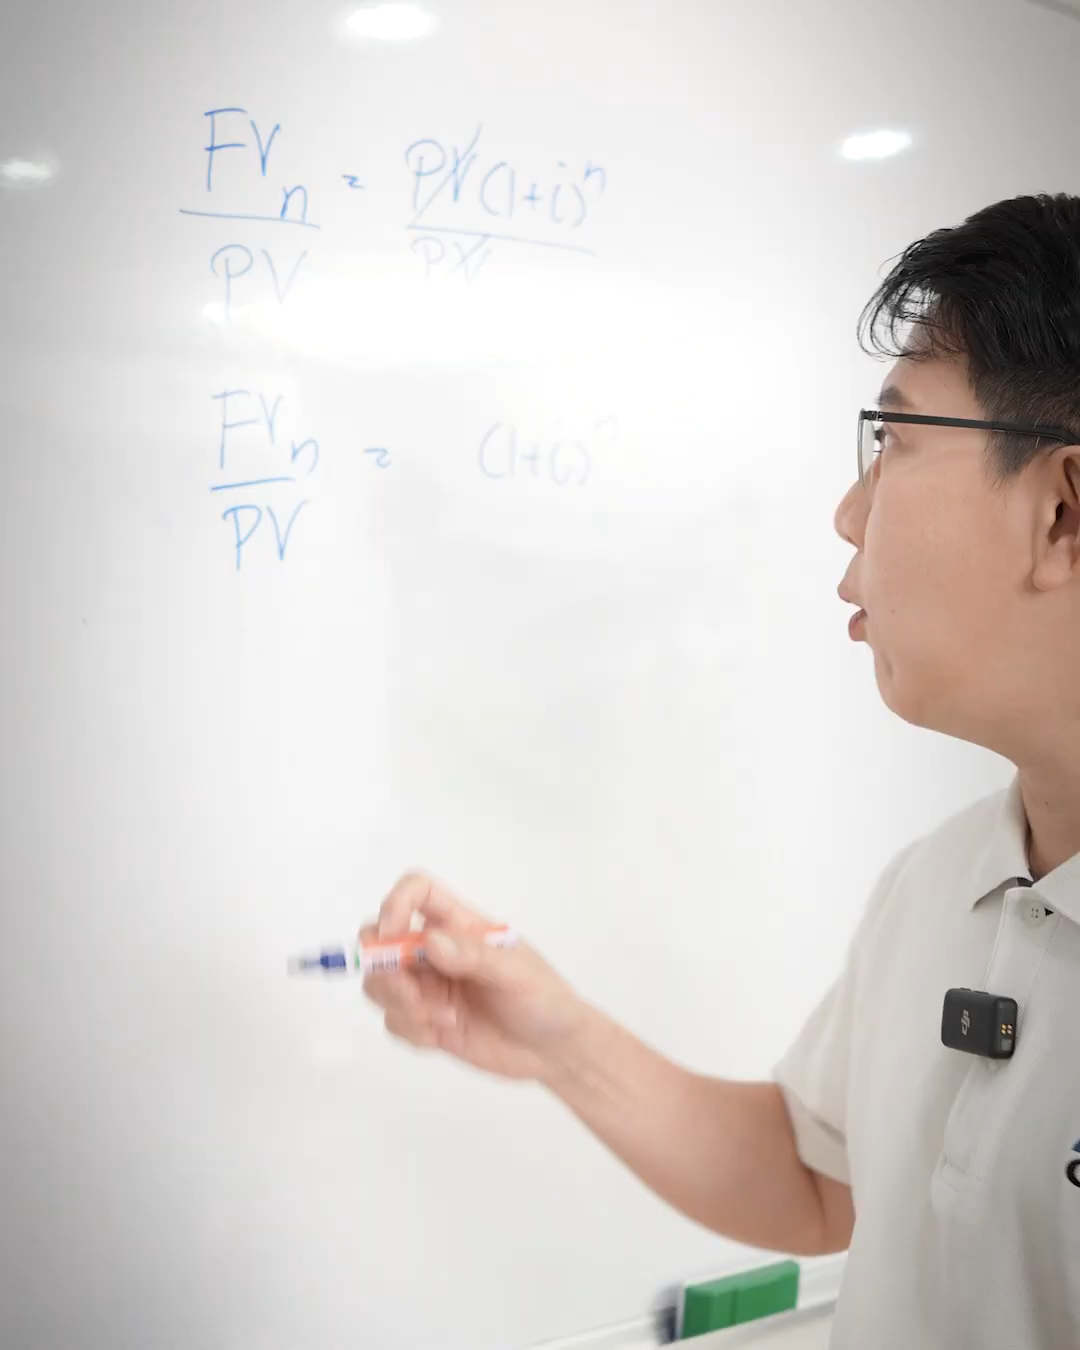 FVn / PV = PV(1+i)^n / PV
FVn / PV = (1+i)^n